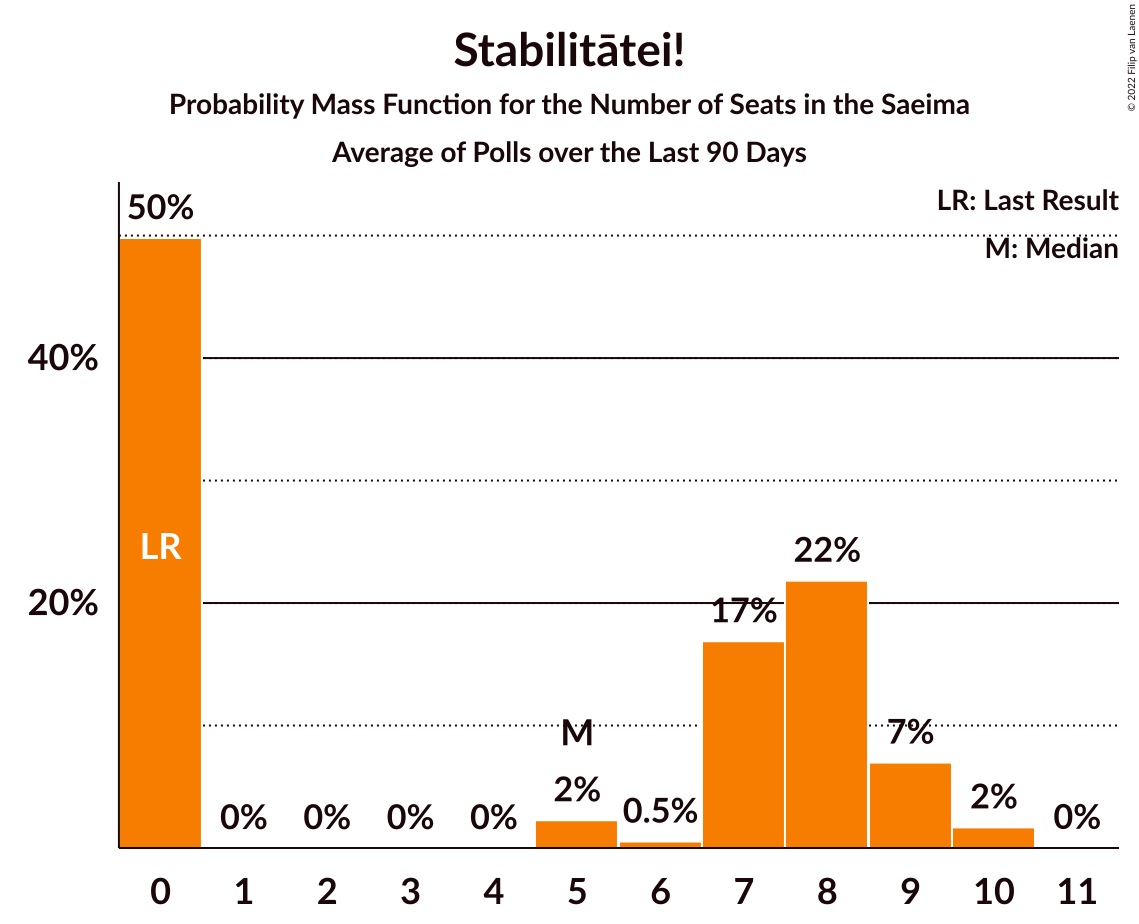 Stabilitātei!
Probability Mass Function for the Number of Seats in the Saeima
Average of Polls over the Last 90 Days
© 2022 Filip van Laenen
LR: Last Result
M: Median
50%
40%
20%
LR
0%
0%
0%
0%
M
2%
0.5%
17%
22%
7%
2%
0%
0 1 2 3 4 5 6 7 8 9 10 11